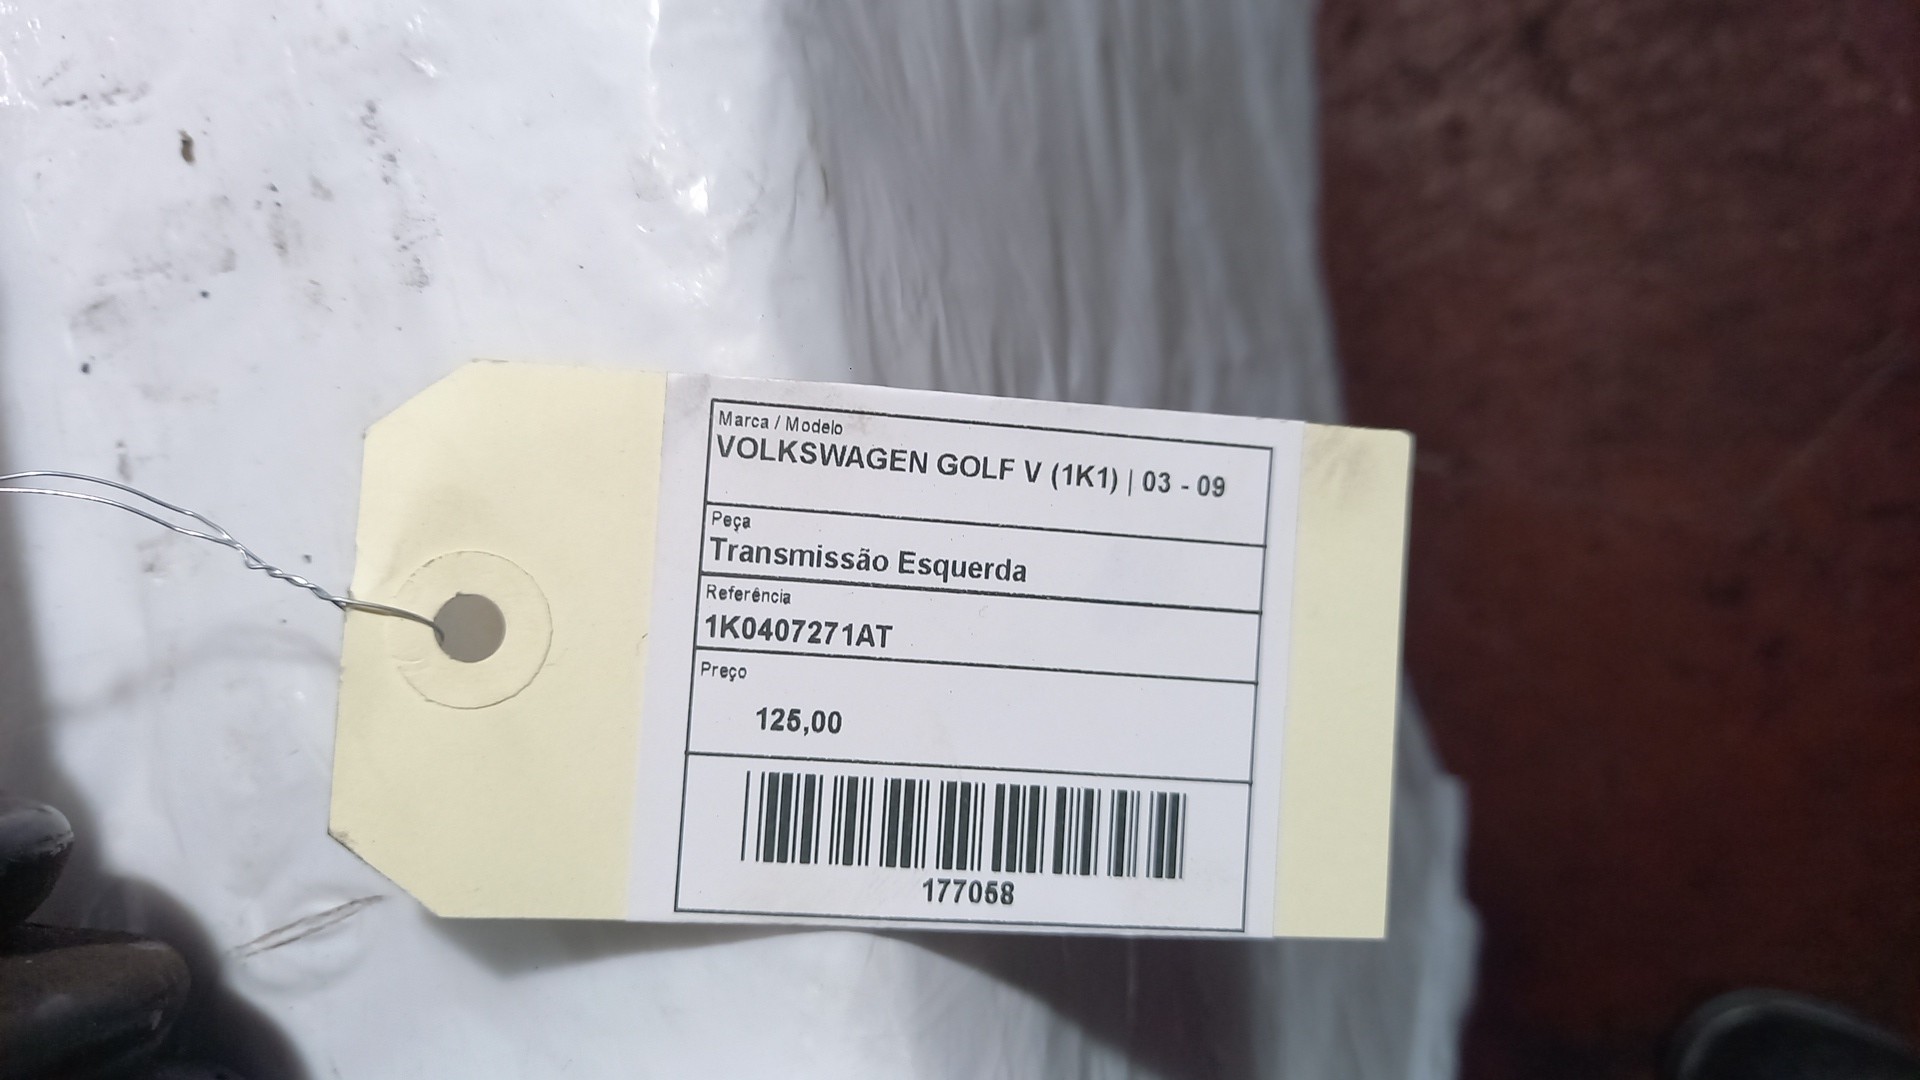 Marca / Modelo
VOLKSWAGEN GOLF V (1K1) | 03 - 09
Peça
Transmissão Esquerda
Referência
1K0407271AT
Preço
125,00
177058